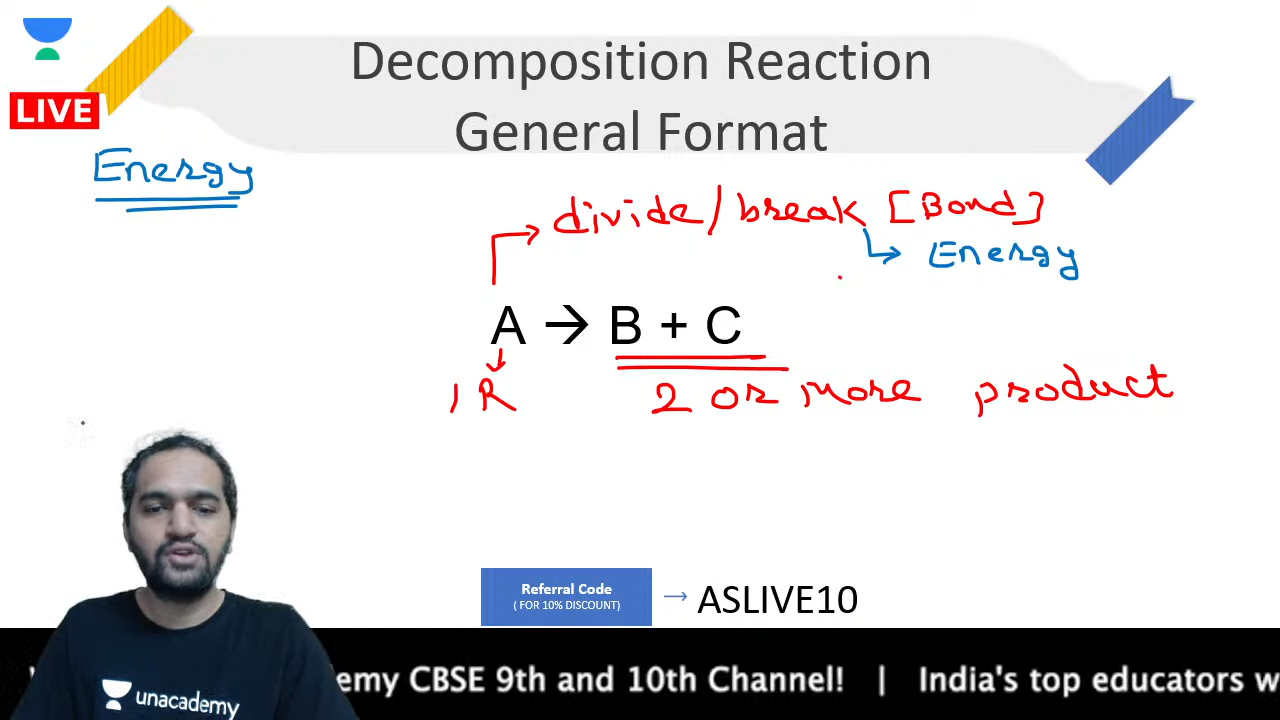 Decomposition Reaction
General Format
LIVE
Energy
divide/break [Bond]
Energy
A → B + C
1 R
2 or more product
Referral Code
( FOR 10% DISCOUNT)
→ ASLIVE10
unacademy
demy CBSE 9th and 10th Channel! | India's top educators w